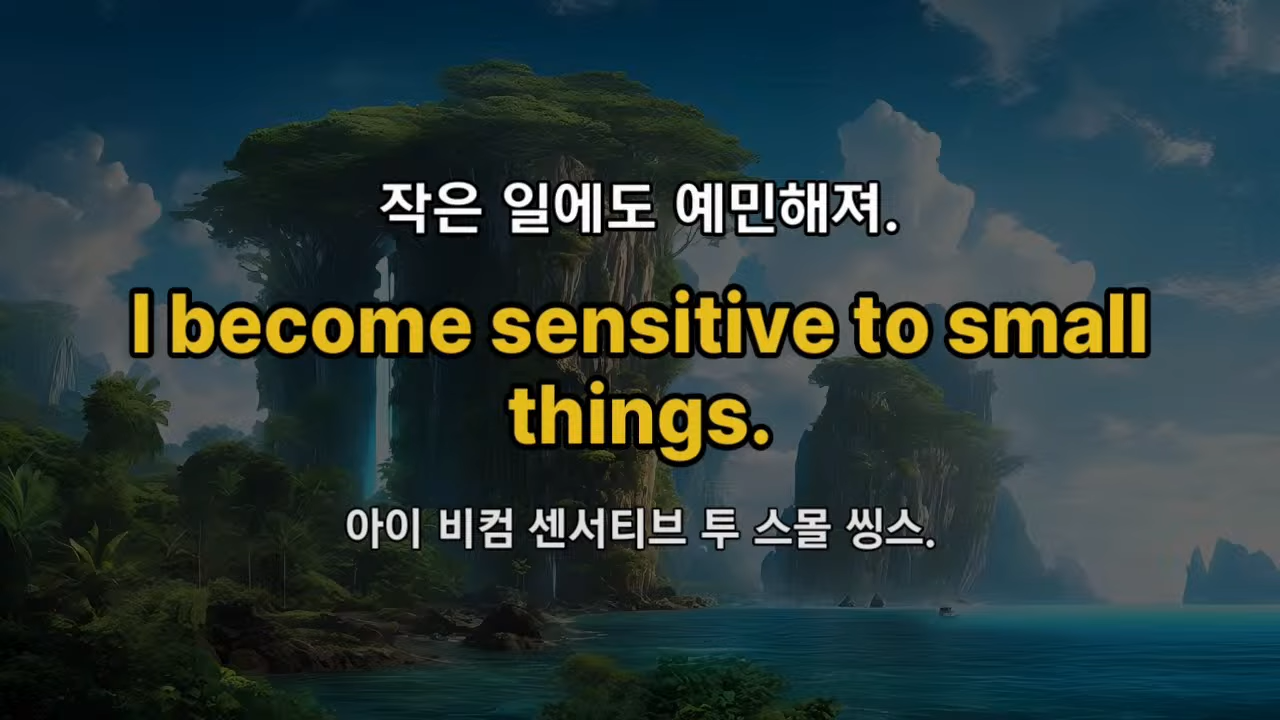 작은 일에도 예민해져.
I become sensitive to small
things.
아이 비컴 센서티브 투 스몰 씽스.